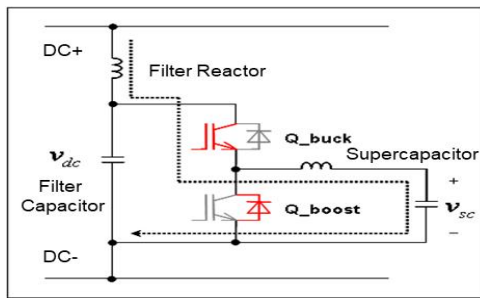 DC+
Filter Reactor
Q_buck
Supercapacitor
v_dc
Filter
Capacitor
Q_boost
+
v_sc
−
DC-